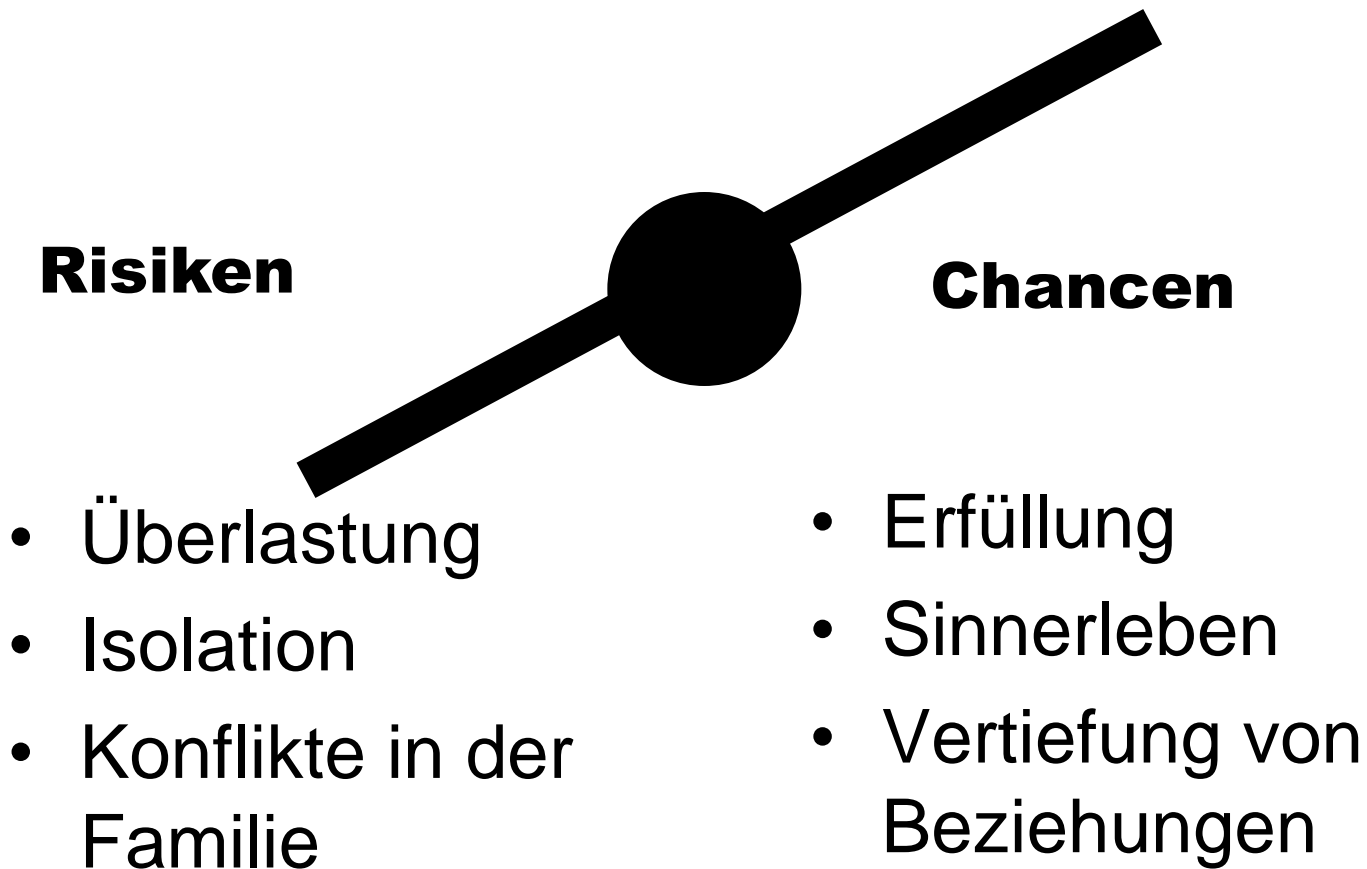 Risiken
Chancen
• Überlastung
• Isolation
• Konflikte in der
Familie
• Erfüllung
• Sinnerleben
• Vertiefung von
Beziehungen